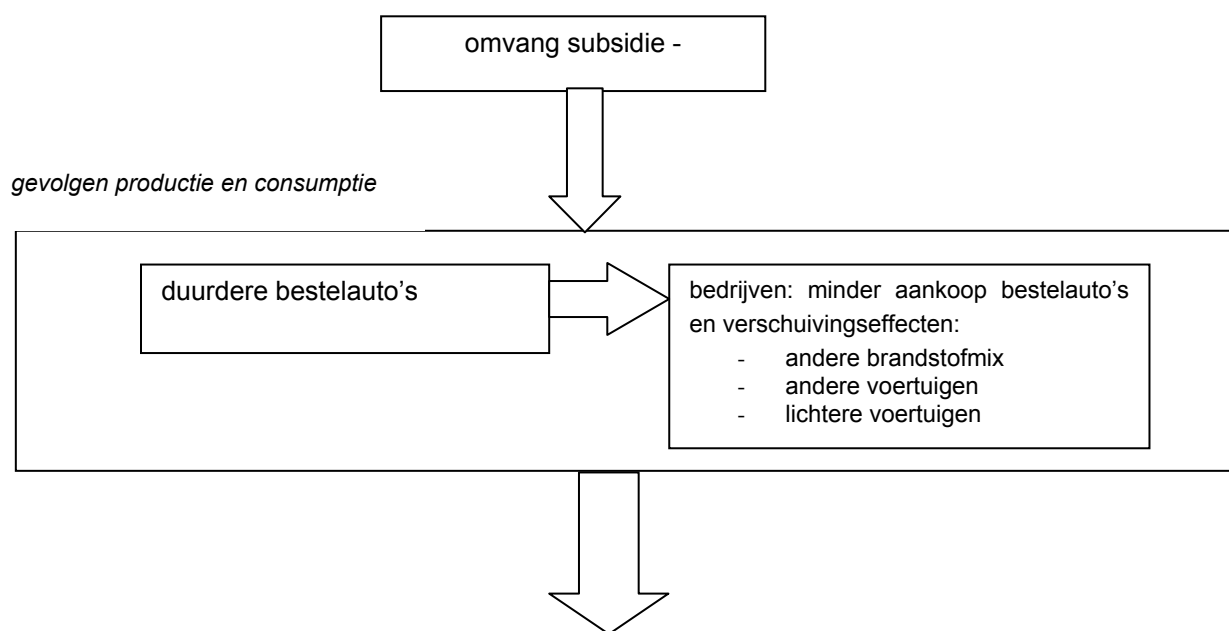 omvang subsidie -
gevolgen productie en consumptie
duurdere bestelauto’s
bedrijven: minder aankoop bestelauto’s
en verschuivingseffecten:
- andere brandstofmix
- andere voertuigen
- lichtere voertuigen